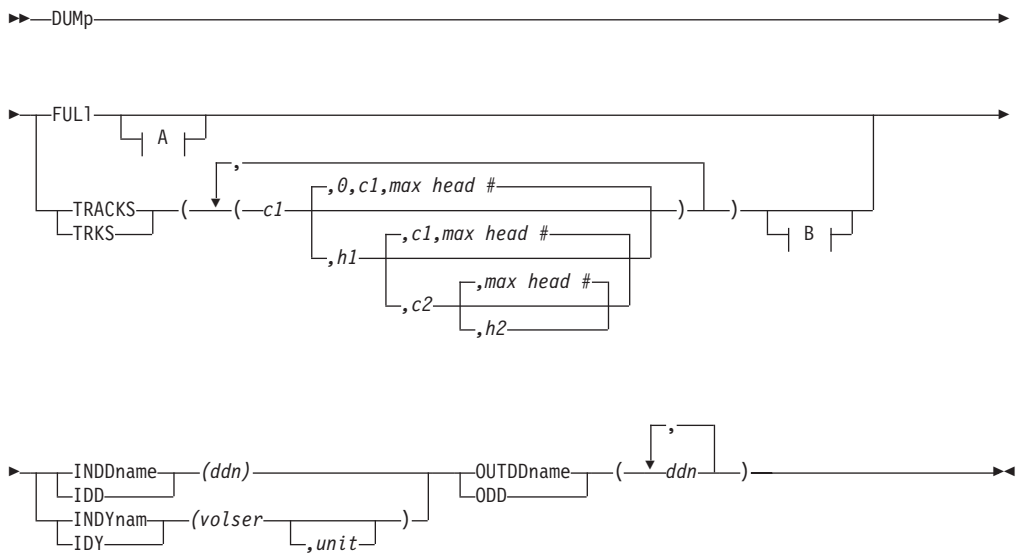 DUMp
FULl
A
,
,0,c1,max head #
TRACKS ( ( c1 ) )
TRKS
B
,c1,max head #
,h1
,max head #
,c2
,h2
,
INDDname (ddn) OUTDDname ( ddn )
IDD ODD
INDYnam (volser )
IDY ,unit